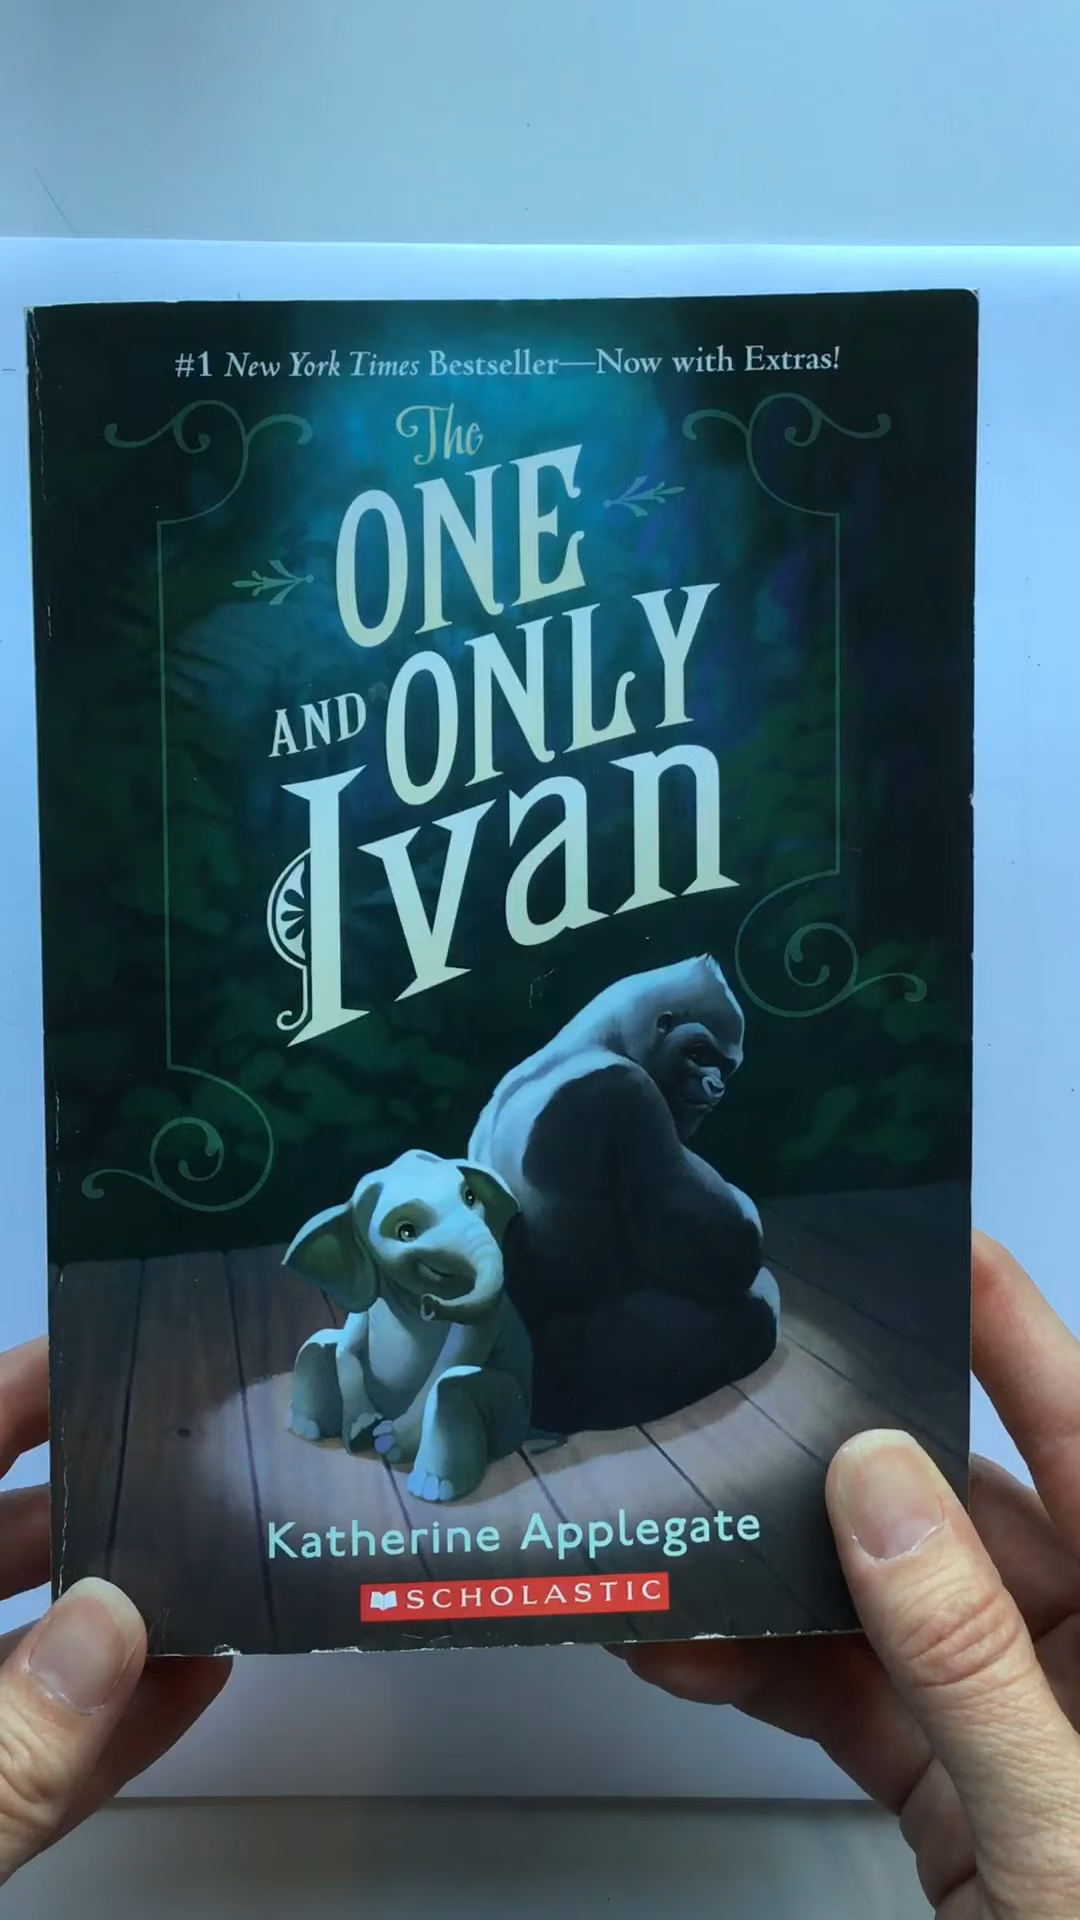 #1 New York Times Bestseller—Now with Extras!
The
ONE
AND ONLY
Ivan
Katherine Applegate
SCHOLASTIC